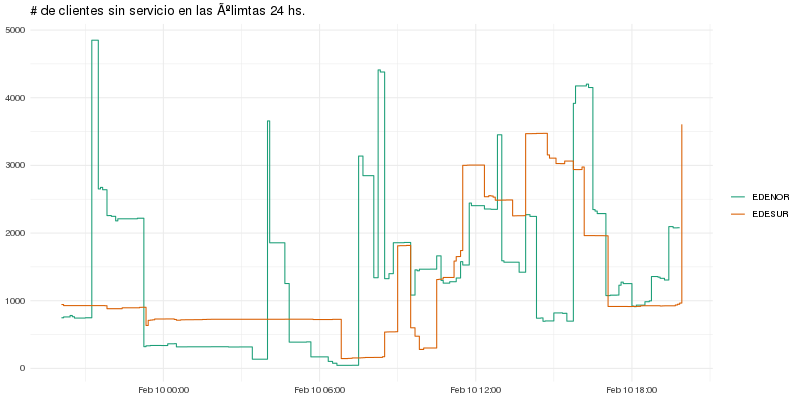 # de clientes sin servicio en las Ãºlimtas 24 hs.
5000
4000
3000
2000
1000
0
Feb 10 00:00 Feb 10 06:00 Feb 10 12:00 Feb 10 18:00
EDENOR
EDESUR